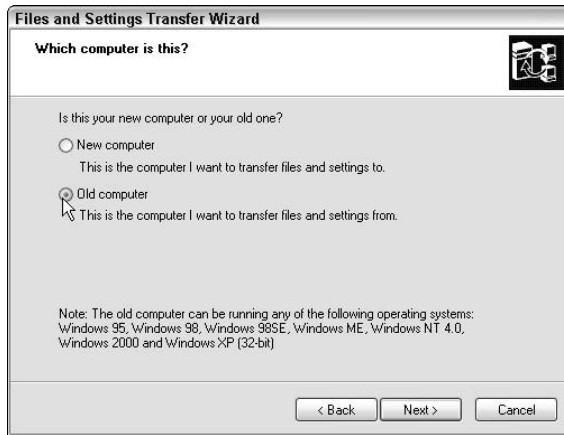 Files and Settings Transfer Wizard
Which computer is this?
Is this your new computer or your old one?
New computer
This is the computer I want to transfer files and settings to.
Old computer
This is the computer I want to transfer files and settings from.
Note: The old computer can be running any of the following operating systems:
Windows 95, Windows 98, Windows 98SE, Windows ME, Windows NT 4.0,
Windows 2000 and Windows XP (32-bit)
< Back Next > Cancel